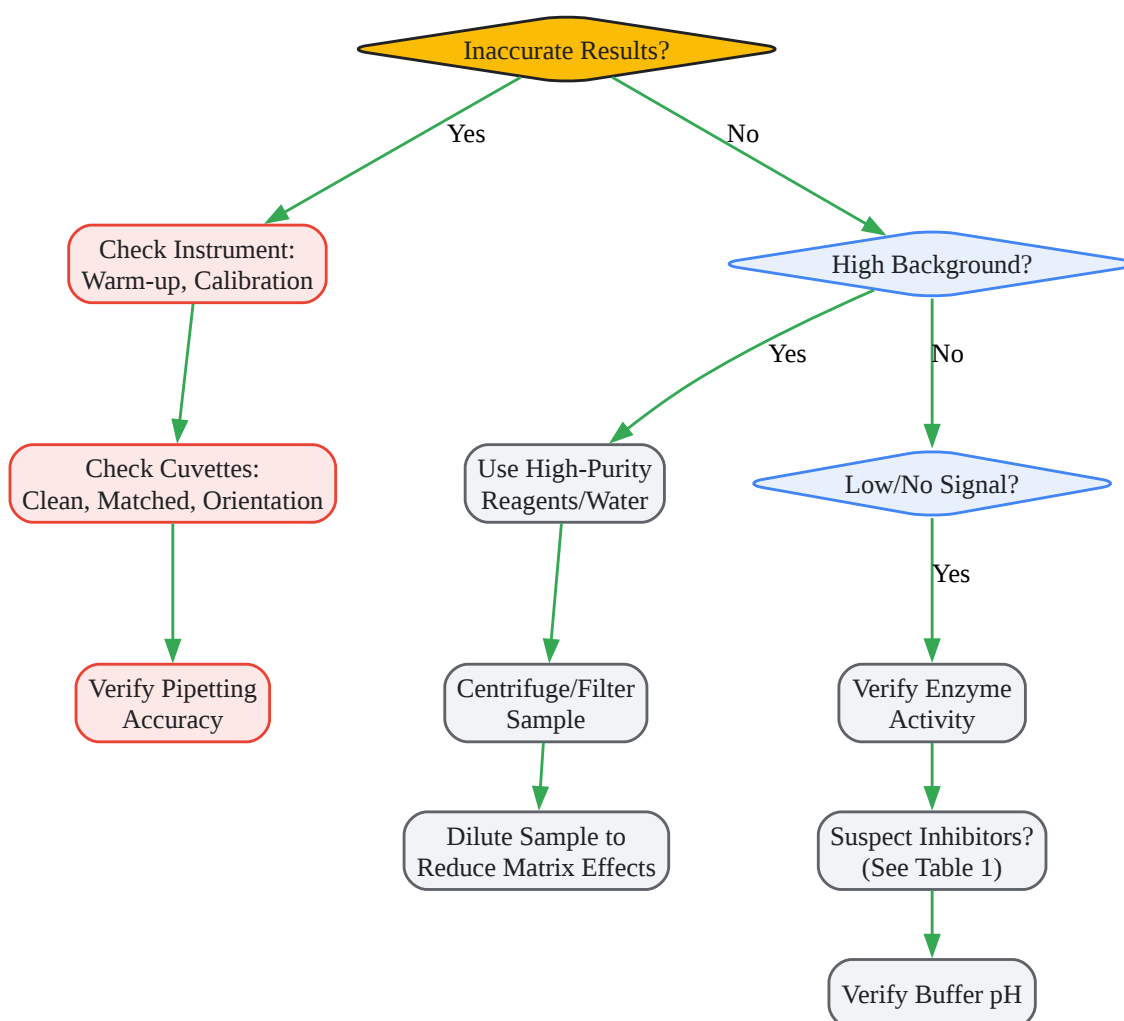 Inaccurate Results?
Yes
No
Check Instrument:
Warm-up, Calibration
High Background?
Yes
No
Check Cuvettes:
Clean, Matched, Orientation
Use High-Purity
Reagents/Water
Low/No Signal?
Yes
Verify Pipetting
Accuracy
Centrifuge/Filter
Sample
Verify Enzyme
Activity
Dilute Sample to
Reduce Matrix Effects
Suspect Inhibitors?
(See Table 1)
Verify Buffer pH